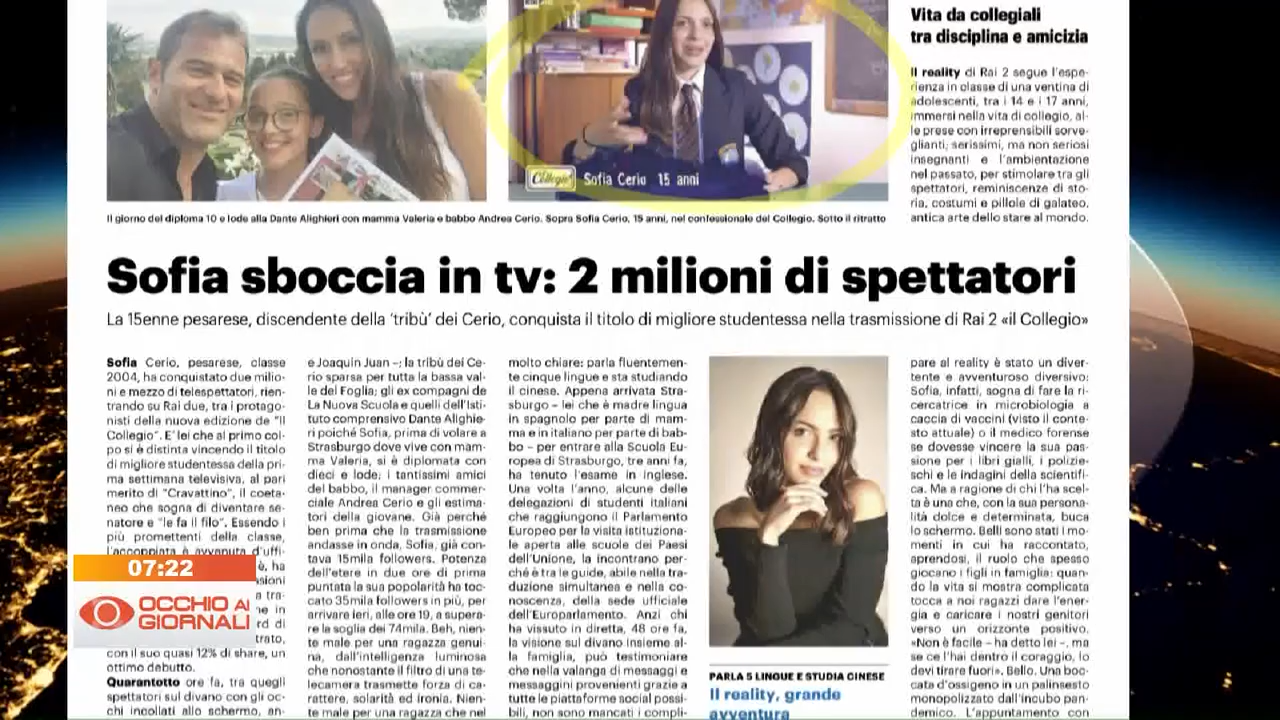 Vita da collegiali
tra disciplina e amicizia
Il reality di Rai 2 segue l'espe-
rienza in classe di una ventina di
adolescenti, tra i 14 e i 17 anni,
immersi nella vita di collegio, al-
le prese con irreprensibili sorve-
glianti; serissimi, ma non seriosi
insegnanti e l'ambientazione
nel passato, per stimolare tra gli
spettatori, reminiscenze di sto-
ria, costumi e pillole di galateo,
antica arte dello stare al mondo.
il Collegio
Sofia Cerio 15 anni
Il giorno del diploma 10 e lode alla Dante Alighieri con mamma Valeria e babbo Andrea Cerio. Sopra Sofia Cerio, 15 anni, nel confessionale del Collegio. Sotto il ritratto
Sofia sboccia in tv: 2 milioni di spettatori
La 15enne pesarese, discendente della 'tribù' dei Cerio, conquista il titolo di migliore studentessa nella trasmissione di Rai 2 «il Collegio»
Sofia Cerio, pesarese, classe
2004, ha conquistato due milio-
ni e mezzo di telespettatori, rien-
trando su Rai due, tra i protago-
nisti della nuova edizione de "Il
Collegio". E' lei che al primo col-
po si è distinta vincendo il titolo
di migliore studentessa della pri-
ma settimana televisiva, al pari
merito di "Cravattino", il coeta-
neo che sogna di diventare se-
natore e "le fa il filo". Essendo i
più promettenti della classe,
l'accoppiata è avvenuta d'uffi-
è, ha
sioni
a tra-
ne in
rd di
trato,
con il suo quasi 12% di share, un
ottimo debutto.
Quarantotto ore fa, tra quegli
spettatori sul divano con gli oc-
chi incollati allo schermo, an-
e Joaquin Juan –; la tribù dei Ce-
rio sparsa per tutta la bassa val-
le del Foglia; gli ex compagni de
La Nuova Scuola e quelli dell'Isti-
tuto comprensivo Dante Alighie-
ri poiché Sofia, prima di volare a
Strasburgo dove vive con mam-
ma Valeria, si è diplomata con
dieci e lode; i tantissimi amici
del babbo, il manager commer-
ciale Andrea Cerio e gli estima-
tori della giovane. Già perché
ben prima che la trasmissione
andasse in onda, Sofia, già con-
tava 15mila followers. Potenza
dell'etere in due ore di prima
puntata la sua popolarità ha toc-
cato 35mila followers in più, per
arrivare ieri, alle ore 19, a supera-
re la soglia dei 74mila. Beh, nien-
te male per una ragazza genui-
na, dall'intelligenza luminosa
che nonostante il filtro di una te-
lecamera trasmette forza di ca-
rattere, solarità ed ironia. Nien-
te male per una ragazza che nel
molto chiare: parla fluentemen-
te cinque lingue e sta studiando
il cinese. Appena arrivata Stra-
sburgo – lei che è madre lingua
in spagnolo per parte di mam-
ma e in italiano per parte di bab-
bo – per entrare alla Scuola Eu-
ropea di Strasburgo, tre anni fa,
ha tenuto l'esame in inglese.
Una volta l'anno, alcune delle
delegazioni di studenti italiani
che raggiungono il Parlamento
Europeo per la visita istituziona-
le aperta alle scuole dei Paesi
dell'Unione, la incontrano per-
ché è tra le guide, abile nella tra-
duzione simultanea e nella co-
noscenza, della sede ufficiale
dell'Europarlamento. Anzi chi
ha vissuto in diretta, 48 ore fa,
la visione sul divano insieme al-
la famiglia, può testimoniare
che nella valanga di messaggi e
messaggini provenienti grazie a
tutte le piattaforme social possi-
bili, non sono mancati i compli-
PARLA 5 LINGUE E STUDIA CINESE
Il reality, grande
avventura
pare al reality è stato un diver-
tente e avventuroso diversivo:
Sofia, infatti, sogna di fare la ri-
cercatrice in microbiologia a
caccia di vaccini (visto il conte-
sto attuale) o il medico forense
se dovesse vincere la sua pas-
sione per i libri gialli, i polizie-
schi e le indagini della scientifi-
ca. Ma a ragione di chi l'ha scel-
ta è una che, con la sua persona-
lità dolce e determinata, buca
lo schermo. Belli sono stati i mo-
menti in cui ha raccontato,
aprendosi, il ruolo che spesso
giocano i figli in famiglia: quan-
do la vita si mostra complicata
tocca a noi ragazzi dare l'ener-
gia e caricare i nostri genitori
verso un orizzonte positivo.
«Non è facile – ha detto lei –, ma
se ce l'hai dentro il coraggio, lo
devi tirare fuori». Bello. Una boc-
cata d'ossigeno in un palinsesto
monopolizzato dall'incubo pan-
demico. L'appuntamento con
07:22
OCCHIO AI
GIORNALI